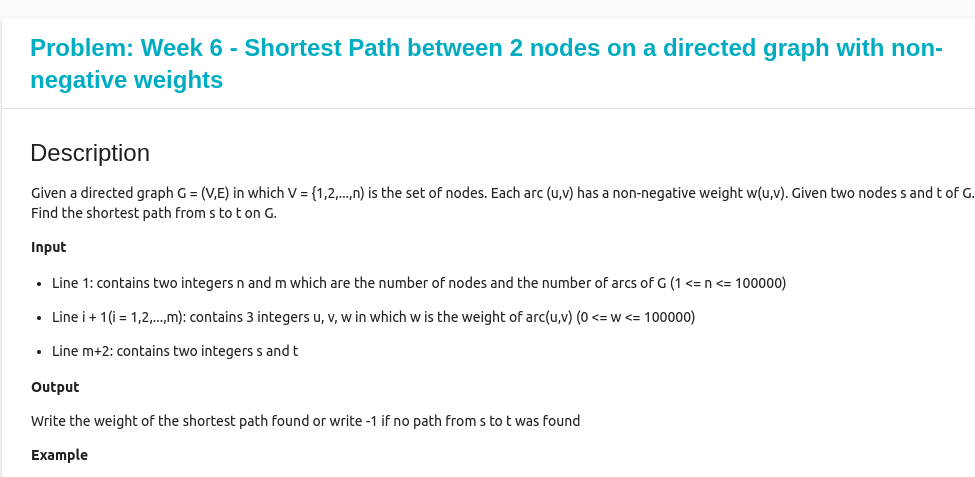 Problem: Week 6 - Shortest Path between 2 nodes on a directed graph with non-
negative weights
Description
Given a directed graph G = (V,E) in which V = {1,2,...,n) is the set of nodes. Each arc (u,v) has a non-negative weight w(u,v). Given two nodes s and t of G.
Find the shortest path from s to t on G.
Input
• Line 1: contains two integers n and m which are the number of nodes and the number of arcs of G (1 <= n <= 100000)
• Line i + 1(i = 1,2,...,m): contains 3 integers u, v, w in which w is the weight of arc(u,v) (0 <= w <= 100000)
• Line m+2: contains two integers s and t
Output
Write the weight of the shortest path found or write -1 if no path from s to t was found
Example